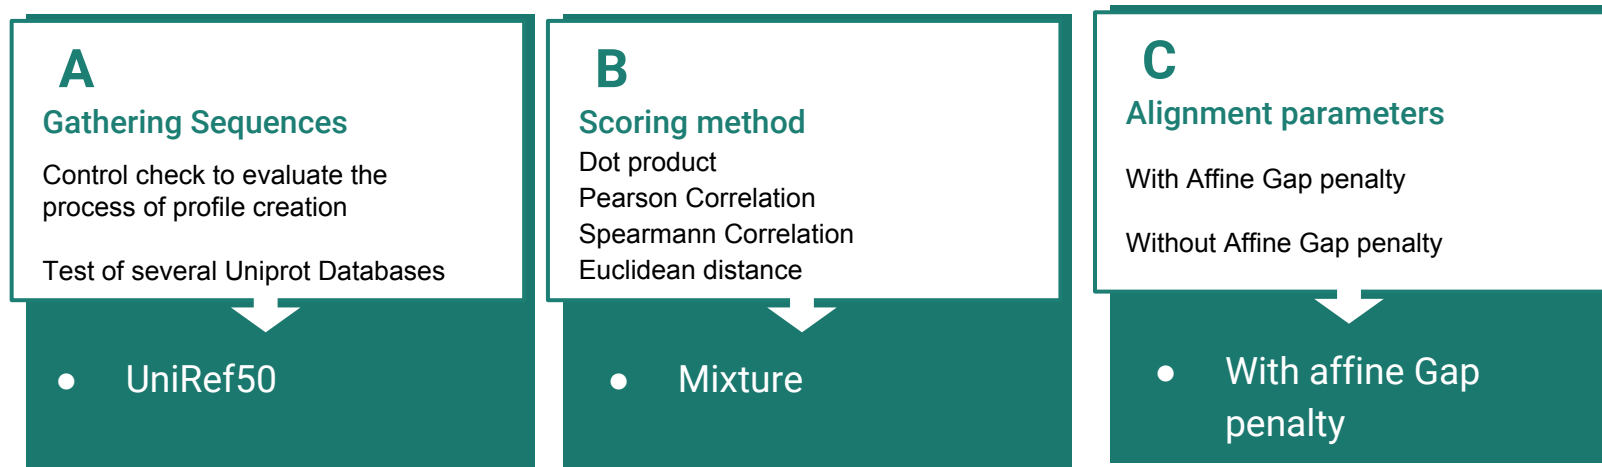 A
Gathering Sequences
Control check to evaluate the
process of profile creation
Test of several Uniprot Databases
● UniRef50
B
Scoring method
Dot product
Pearson Correlation
Spearmann Correlation
Euclidean distance
● Mixture
C
Alignment parameters
With Affine Gap penalty
Without Affine Gap penalty
● With affine Gap
penalty